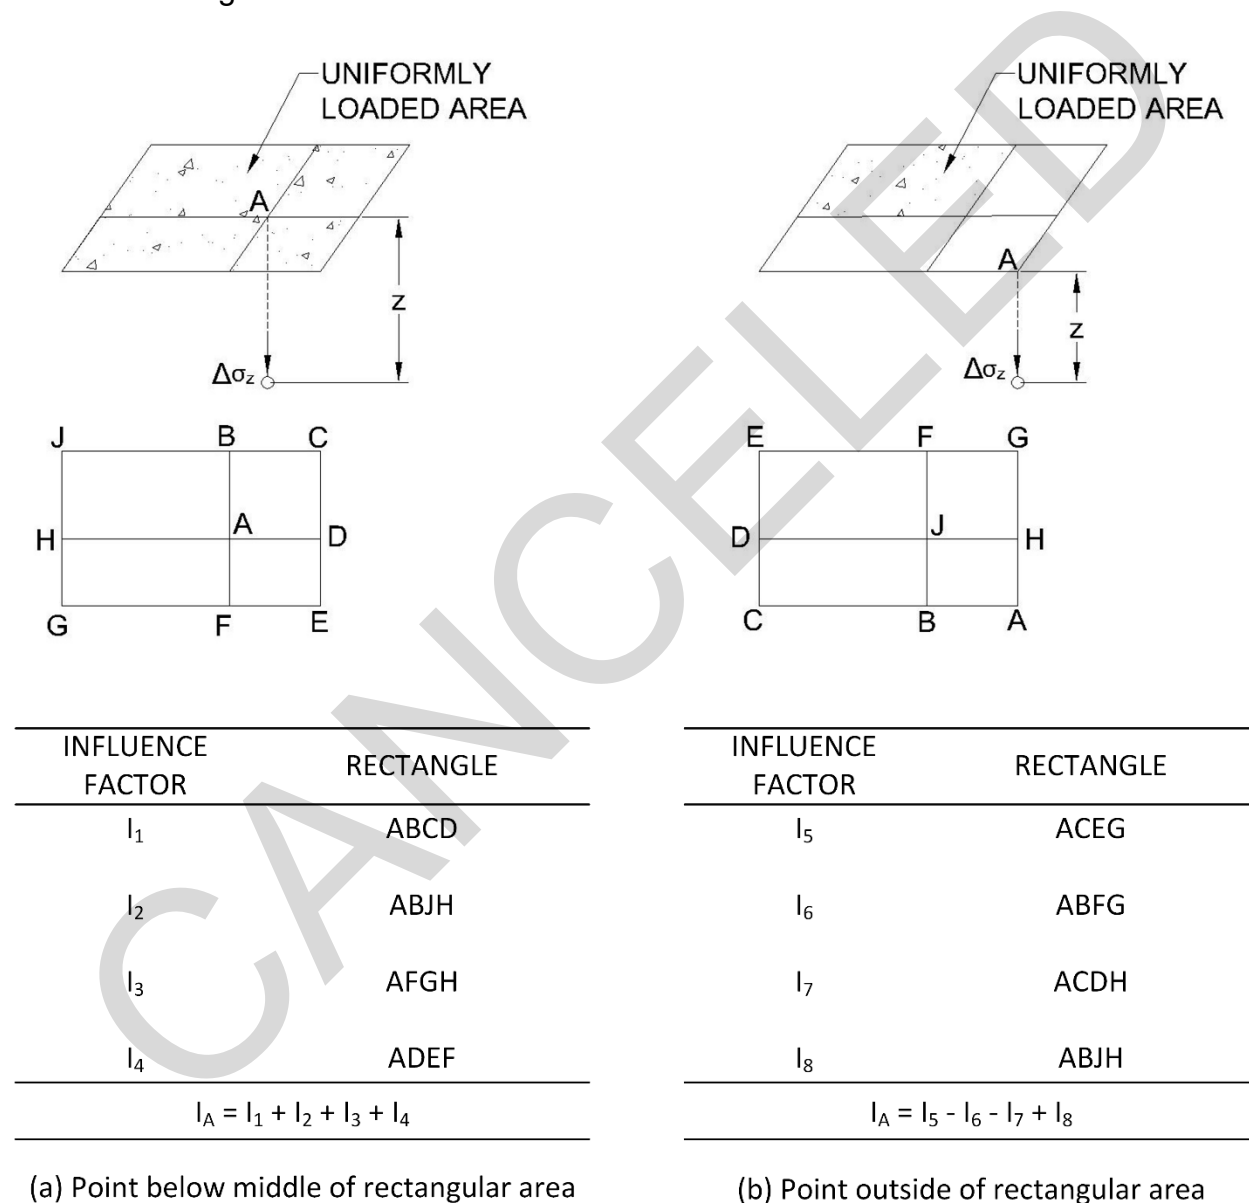 UNIFORMLY
LOADED AREA
A
z
Δσz
J B C
H A D
G F E
INFLUENCE
FACTOR
RECTANGLE
I1 ABCD
I2 ABJH
I3 AFGH
I4 ADEF
IA = I1 + I2 + I3 + I4
(a) Point below middle of rectangular area
UNIFORMLY
LOADED AREA
A
z
Δσz
E F G
D J H
C B A
INFLUENCE
FACTOR
RECTANGLE
I5 ACEG
I6 ABFG
I7 ACDH
I8 ABJH
IA = I5 - I6 - I7 + I8
(b) Point outside of rectangular area
CANCELED